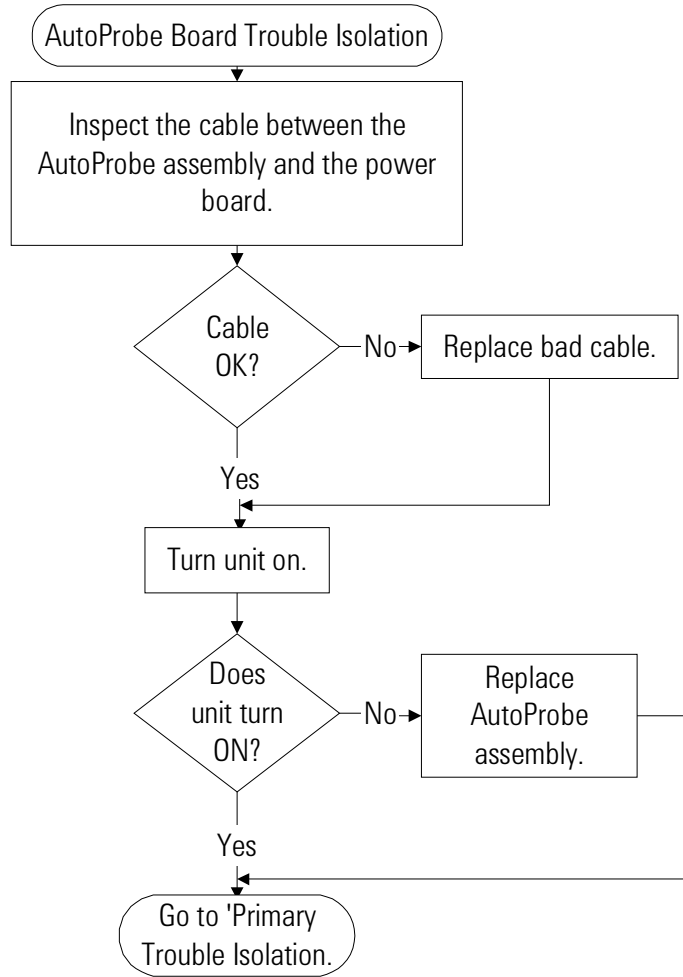 AutoProbe Board Trouble Isolation
Inspect the cable between the
AutoProbe assembly and the power
board.
Cable
OK?
No
Replace bad cable.
Yes
Turn unit on.
Does
unit turn
ON?
No
Replace
AutoProbe
assembly.
Yes
Go to 'Primary
Trouble Isolation.